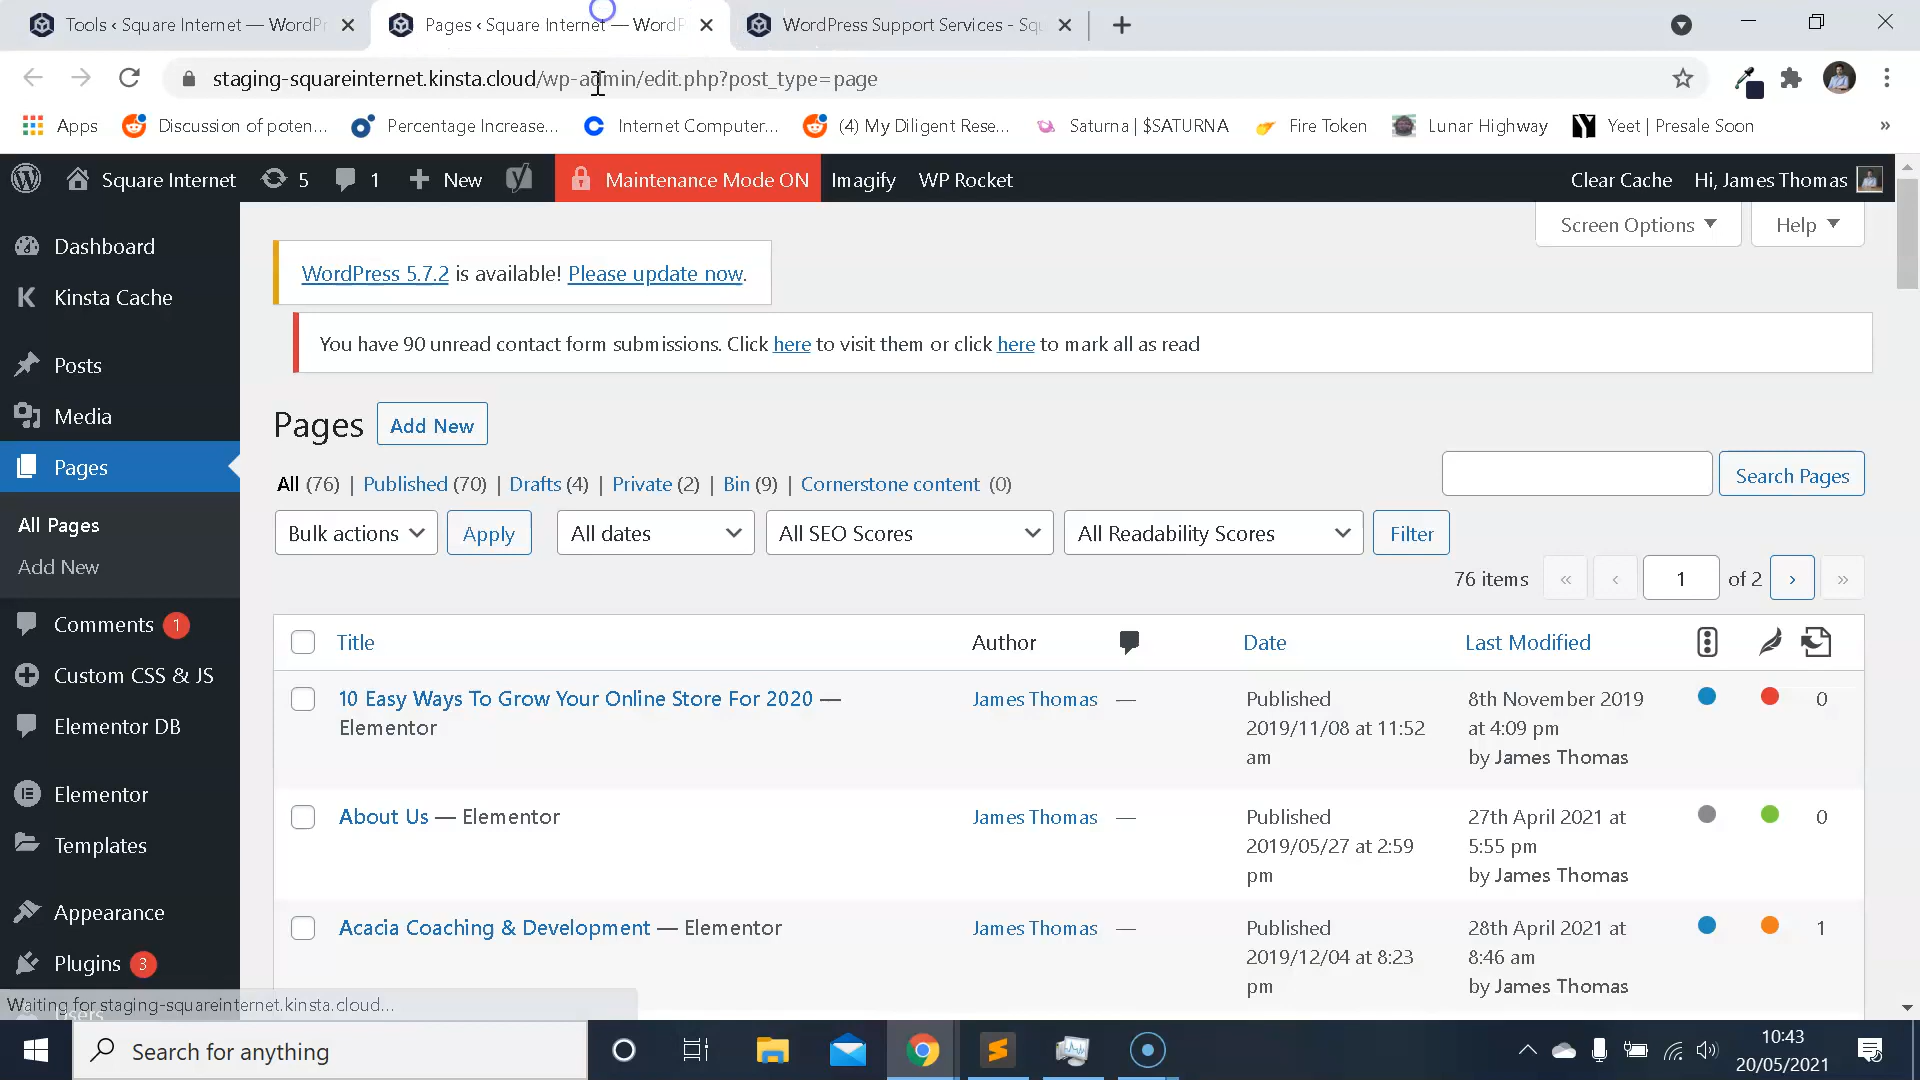 Tools ‹ Square Internet — WordPr
Pages ‹ Square Internet — WordP
WordPress Support Services - Squ
staging-squareinternet.kinsta.cloud/wp-admin/edit.php?post_type=page
Apps
Discussion of poten...
Percentage Increase...
Internet Computer...
(4) My Diligent Rese...
Saturna | $SATURNA
Fire Token
Lunar Highway
Yeet | Presale Soon
»
Square Internet
5
1
New
Maintenance Mode ON
Imagify
WP Rocket
Clear Cache
Hi, James Thomas
Screen Options
Help
Dashboard
Kinsta Cache
Posts
Media
Pages
All Pages
Add New
Comments 1
Custom CSS & JS
Elementor DB
Elementor
Templates
Appearance
Plugins 3
Users
WordPress 5.7.2 is available! Please update now.
You have 90 unread contact form submissions. Click here to visit them or click here to mark all as read
Pages Add New
All (76) | Published (70) | Drafts (4) | Private (2) | Bin (9) | Cornerstone content (0)
Search Pages
Bulk actions Apply All dates All SEO Scores All Readability Scores Filter
76 items « ‹ 1 of 2 › »
Title Author Date Last Modified
10 Easy Ways To Grow Your Online Store For 2020 —
Elementor
James Thomas —
Published
2019/11/08 at 11:52
am
8th November 2019
at 4:09 pm
by James Thomas
0
About Us — Elementor
James Thomas —
Published
2019/05/27 at 2:59
pm
27th April 2021 at
5:55 pm
by James Thomas
0
Acacia Coaching & Development — Elementor
James Thomas —
Published
2019/12/04 at 8:23
pm
28th April 2021 at
8:46 am
by James Thomas
1
Waiting for staging-squareinternet.kinsta.cloud...
Search for anything
10:43
20/05/2021